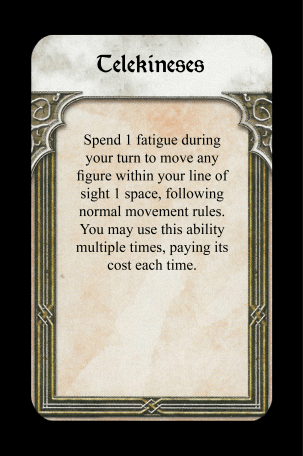 Telekineses
Spend 1 fatigue during
your turn to move any
figure within your line of
sight 1 space, following
normal movement rules.
You may use this ability
multiple times, paying its
cost each time.